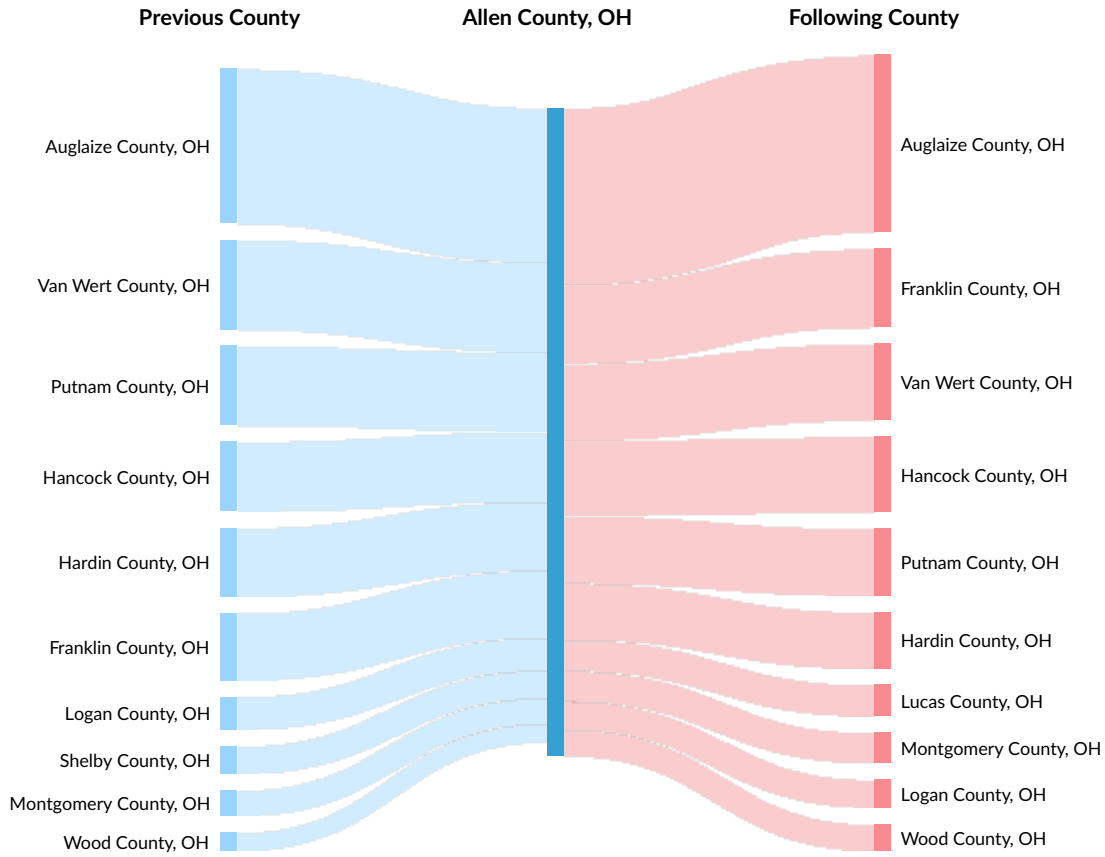 Previous County
Allen County, OH
Following County
Auglaize County, OH
Van Wert County, OH
Putnam County, OH
Hancock County, OH
Hardin County, OH
Franklin County, OH
Logan County, OH
Shelby County, OH
Montgomery County, OH
Wood County, OH
Auglaize County, OH
Franklin County, OH
Van Wert County, OH
Hancock County, OH
Putnam County, OH
Hardin County, OH
Lucas County, OH
Montgomery County, OH
Logan County, OH
Wood County, OH